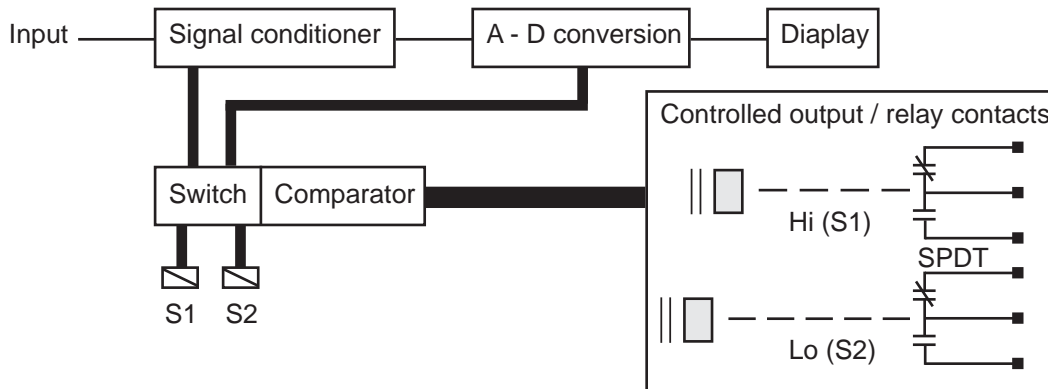 Input
Signal conditioner
A - D conversion
Diaplay
Controlled output / relay contacts
Switch
Comparator
Hi (S1)
SPDT
S1
S2
Lo (S2)